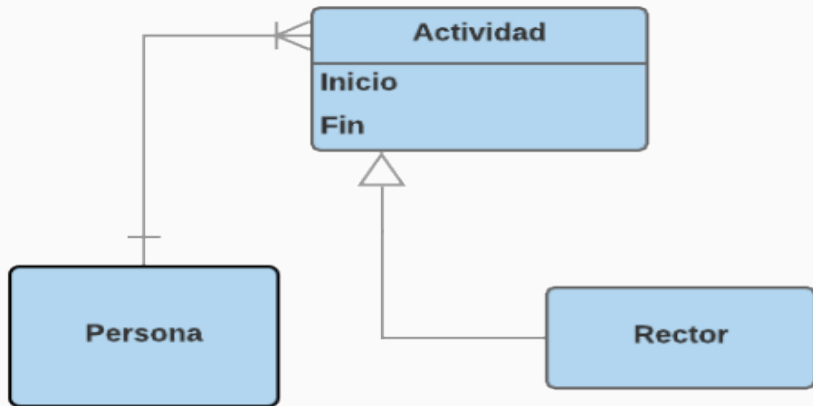 Actividad
Inicio
Fin
Persona
Rector